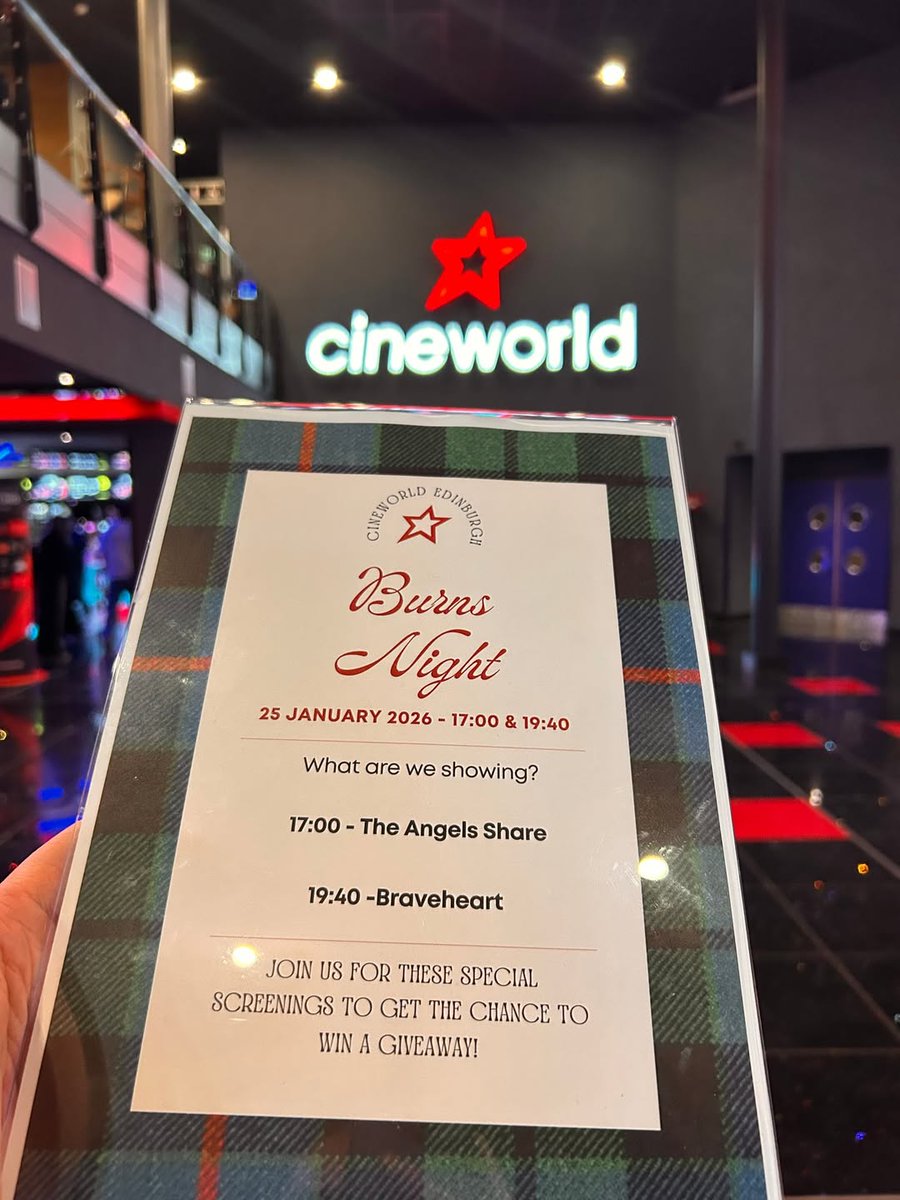 cineworld
CINEWORLD EDINBURGH
Burns
Night
25 JANUARY 2026 - 17:00 & 19:40
What are we showing?
17:00 - The Angels Share
19:40 -Braveheart
JOIN US FOR THESE SPECIAL
SCREENINGS TO GET THE CHANCE TO
WIN A GIVEAWAY!